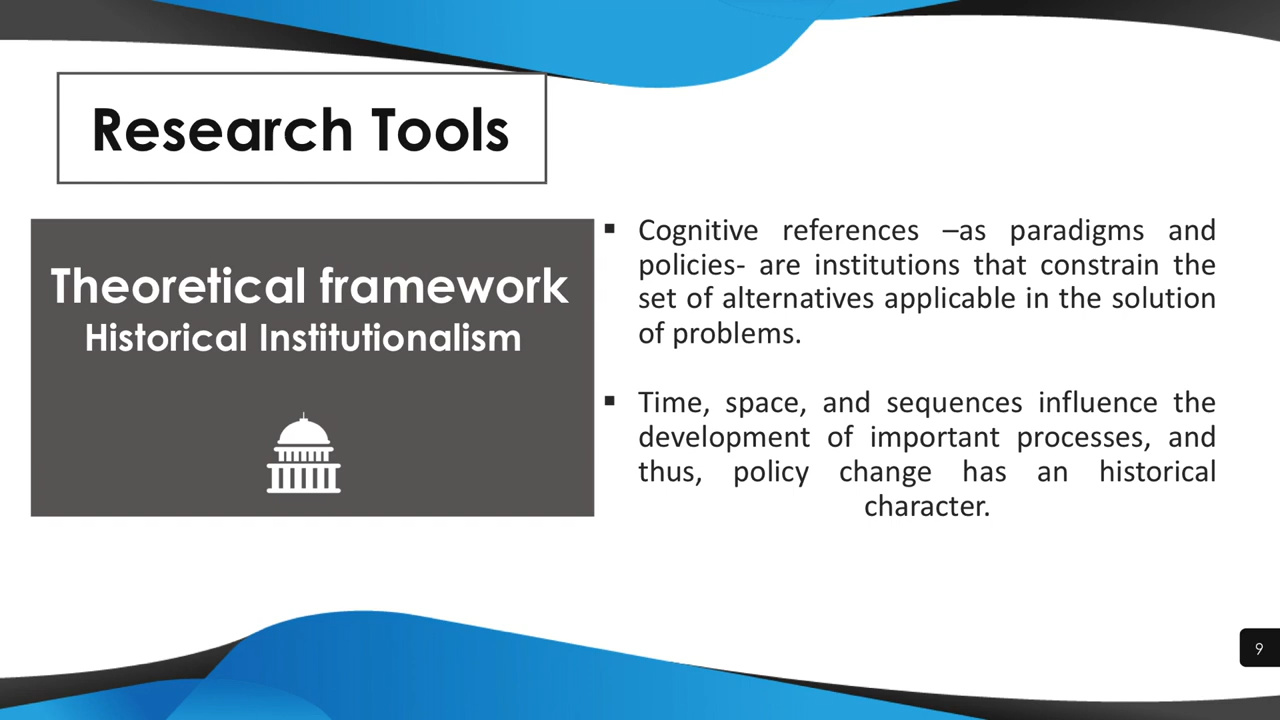 Research Tools
Theoretical framework
Historical Institutionalism
▪ Cognitive references –as paradigms and
policies- are institutions that constrain the
set of alternatives applicable in the solution
of problems.
▪ Time, space, and sequences influence the
development of important processes, and
thus, policy change has an historical
character.
9